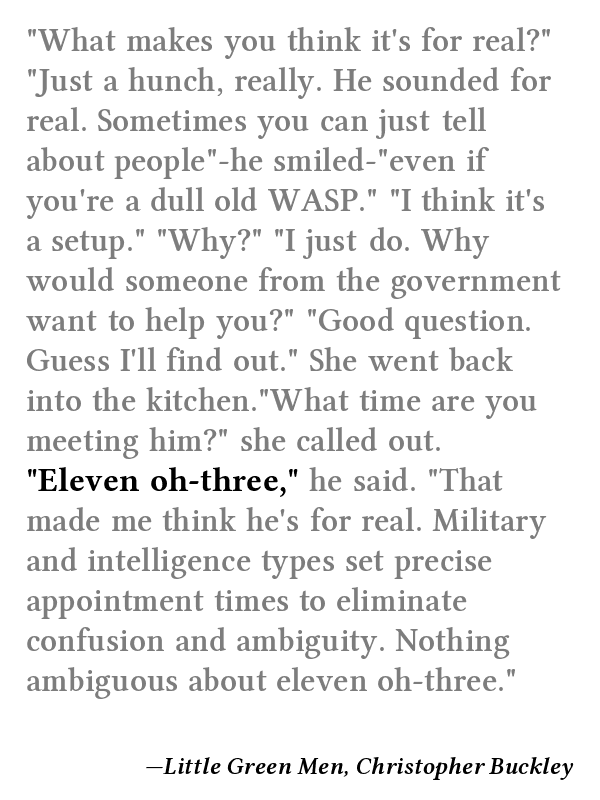 "What makes you think it's for real?"
"Just a hunch, really. He sounded for
real. Sometimes you can just tell
about people"-he smiled-"even if
you're a dull old WASP." "I think it's
a setup." "Why?" "I just do. Why
would someone from the government
want to help you?" "Good question.
Guess I'll find out." She went back
into the kitchen."What time are you
meeting him?" she called out.
"Eleven oh-three," he said. "That
made me think he's for real. Military
and intelligence types set precise
appointment times to eliminate
confusion and ambiguity. Nothing
ambiguous about eleven oh-three."
—Little Green Men, Christopher Buckley